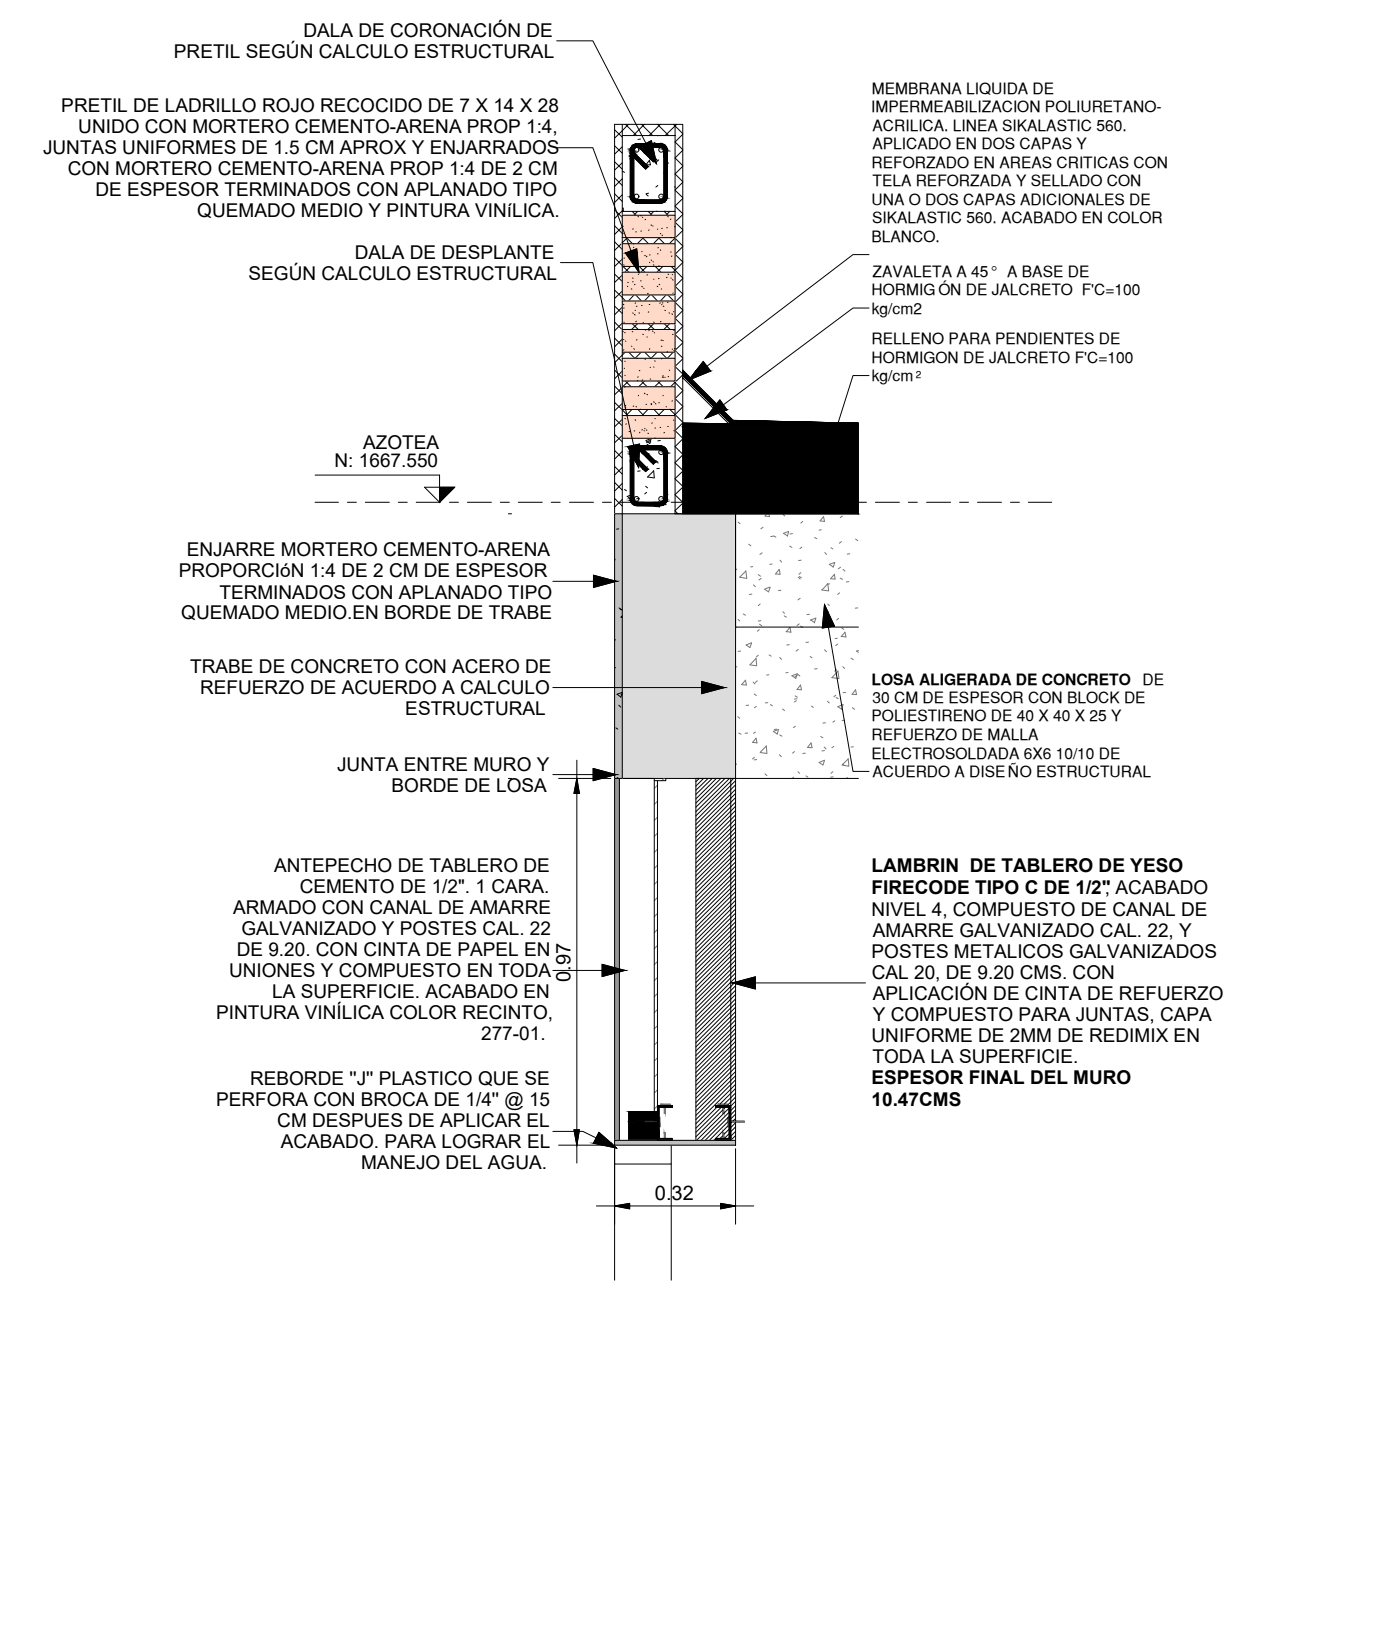 DALA DE CORONACIÓN DE
PRETIL SEGÚN CALCULO ESTRUCTURAL
PRETIL DE LADRILLO ROJO RECOCIDO DE 7 X 14 X 28
UNIDO CON MORTERO CEMENTO-ARENA PROP 1:4,
JUNTAS UNIFORMES DE 1.5 CM APROX Y ENJARRADOS
CON MORTERO CEMENTO-ARENA PROP 1:4 DE 2 CM
DE ESPESOR TERMINADOS CON APLANADO TIPO
QUEMADO MEDIO Y PINTURA VINíLICA.
DALA DE DESPLANTE
SEGÚN CALCULO ESTRUCTURAL
MEMBRANA LIQUIDA DE
IMPERMEABILIZACION POLIURETANO-
ACRILICA. LINEA SIKALASTIC 560.
APLICADO EN DOS CAPAS Y
REFORZADO EN AREAS CRITICAS CON
TELA REFORZADA Y SELLADO CON
UNA O DOS CAPAS ADICIONALES DE
SIKALASTIC 560. ACABADO EN COLOR
BLANCO.
ZAVALETA A 45° A BASE DE
HORMIGÓN DE JALCRETO F'C=100
kg/cm2
RELLENO PARA PENDIENTES DE
HORMIGON DE JALCRETO F'C=100
kg/cm²
AZOTEA
N: 1667.550
ENJARRE MORTERO CEMENTO-ARENA
PROPORCIóN 1:4 DE 2 CM DE ESPESOR
TERMINADOS CON APLANADO TIPO
QUEMADO MEDIO.EN BORDE DE TRABE
TRABE DE CONCRETO CON ACERO DE
REFUERZO DE ACUERDO A CALCULO
ESTRUCTURAL
LOSA ALIGERADA DE CONCRETO DE
30 CM DE ESPESOR CON BLOCK DE
POLIESTIRENO DE 40 X 40 X 25 Y
REFUERZO DE MALLA
ELECTROSOLDADA 6X6 10/10 DE
ACUERDO A DISEÑO ESTRUCTURAL
JUNTA ENTRE MURO Y
BORDE DE LOSA
ANTEPECHO DE TABLERO DE
CEMENTO DE 1/2". 1 CARA.
ARMADO CON CANAL DE AMARRE
GALVANIZADO Y POSTES CAL. 22
DE 9.20. CON CINTA DE PAPEL EN
UNIONES Y COMPUESTO EN TODA
LA SUPERFICIE. ACABADO EN
PINTURA VINÍLICA COLOR RECINTO,
277-01.
0.97
LAMBRIN DE TABLERO DE YESO
FIRECODE TIPO C DE 1/2", ACABADO
NIVEL 4, COMPUESTO DE CANAL DE
AMARRE GALVANIZADO CAL. 22, Y
POSTES METALICOS GALVANIZADOS
CAL 20, DE 9.20 CMS. CON
APLICACIÓN DE CINTA DE REFUERZO
Y COMPUESTO PARA JUNTAS, CAPA
UNIFORME DE 2MM DE REDIMIX EN
TODA LA SUPERFICIE.
ESPESOR FINAL DEL MURO
10.47CMS
REBORDE "J" PLASTICO QUE SE
PERFORA CON BROCA DE 1/4" @ 15
CM DESPUES DE APLICAR EL
ACABADO. PARA LOGRAR EL
MANEJO DEL AGUA.
0.32